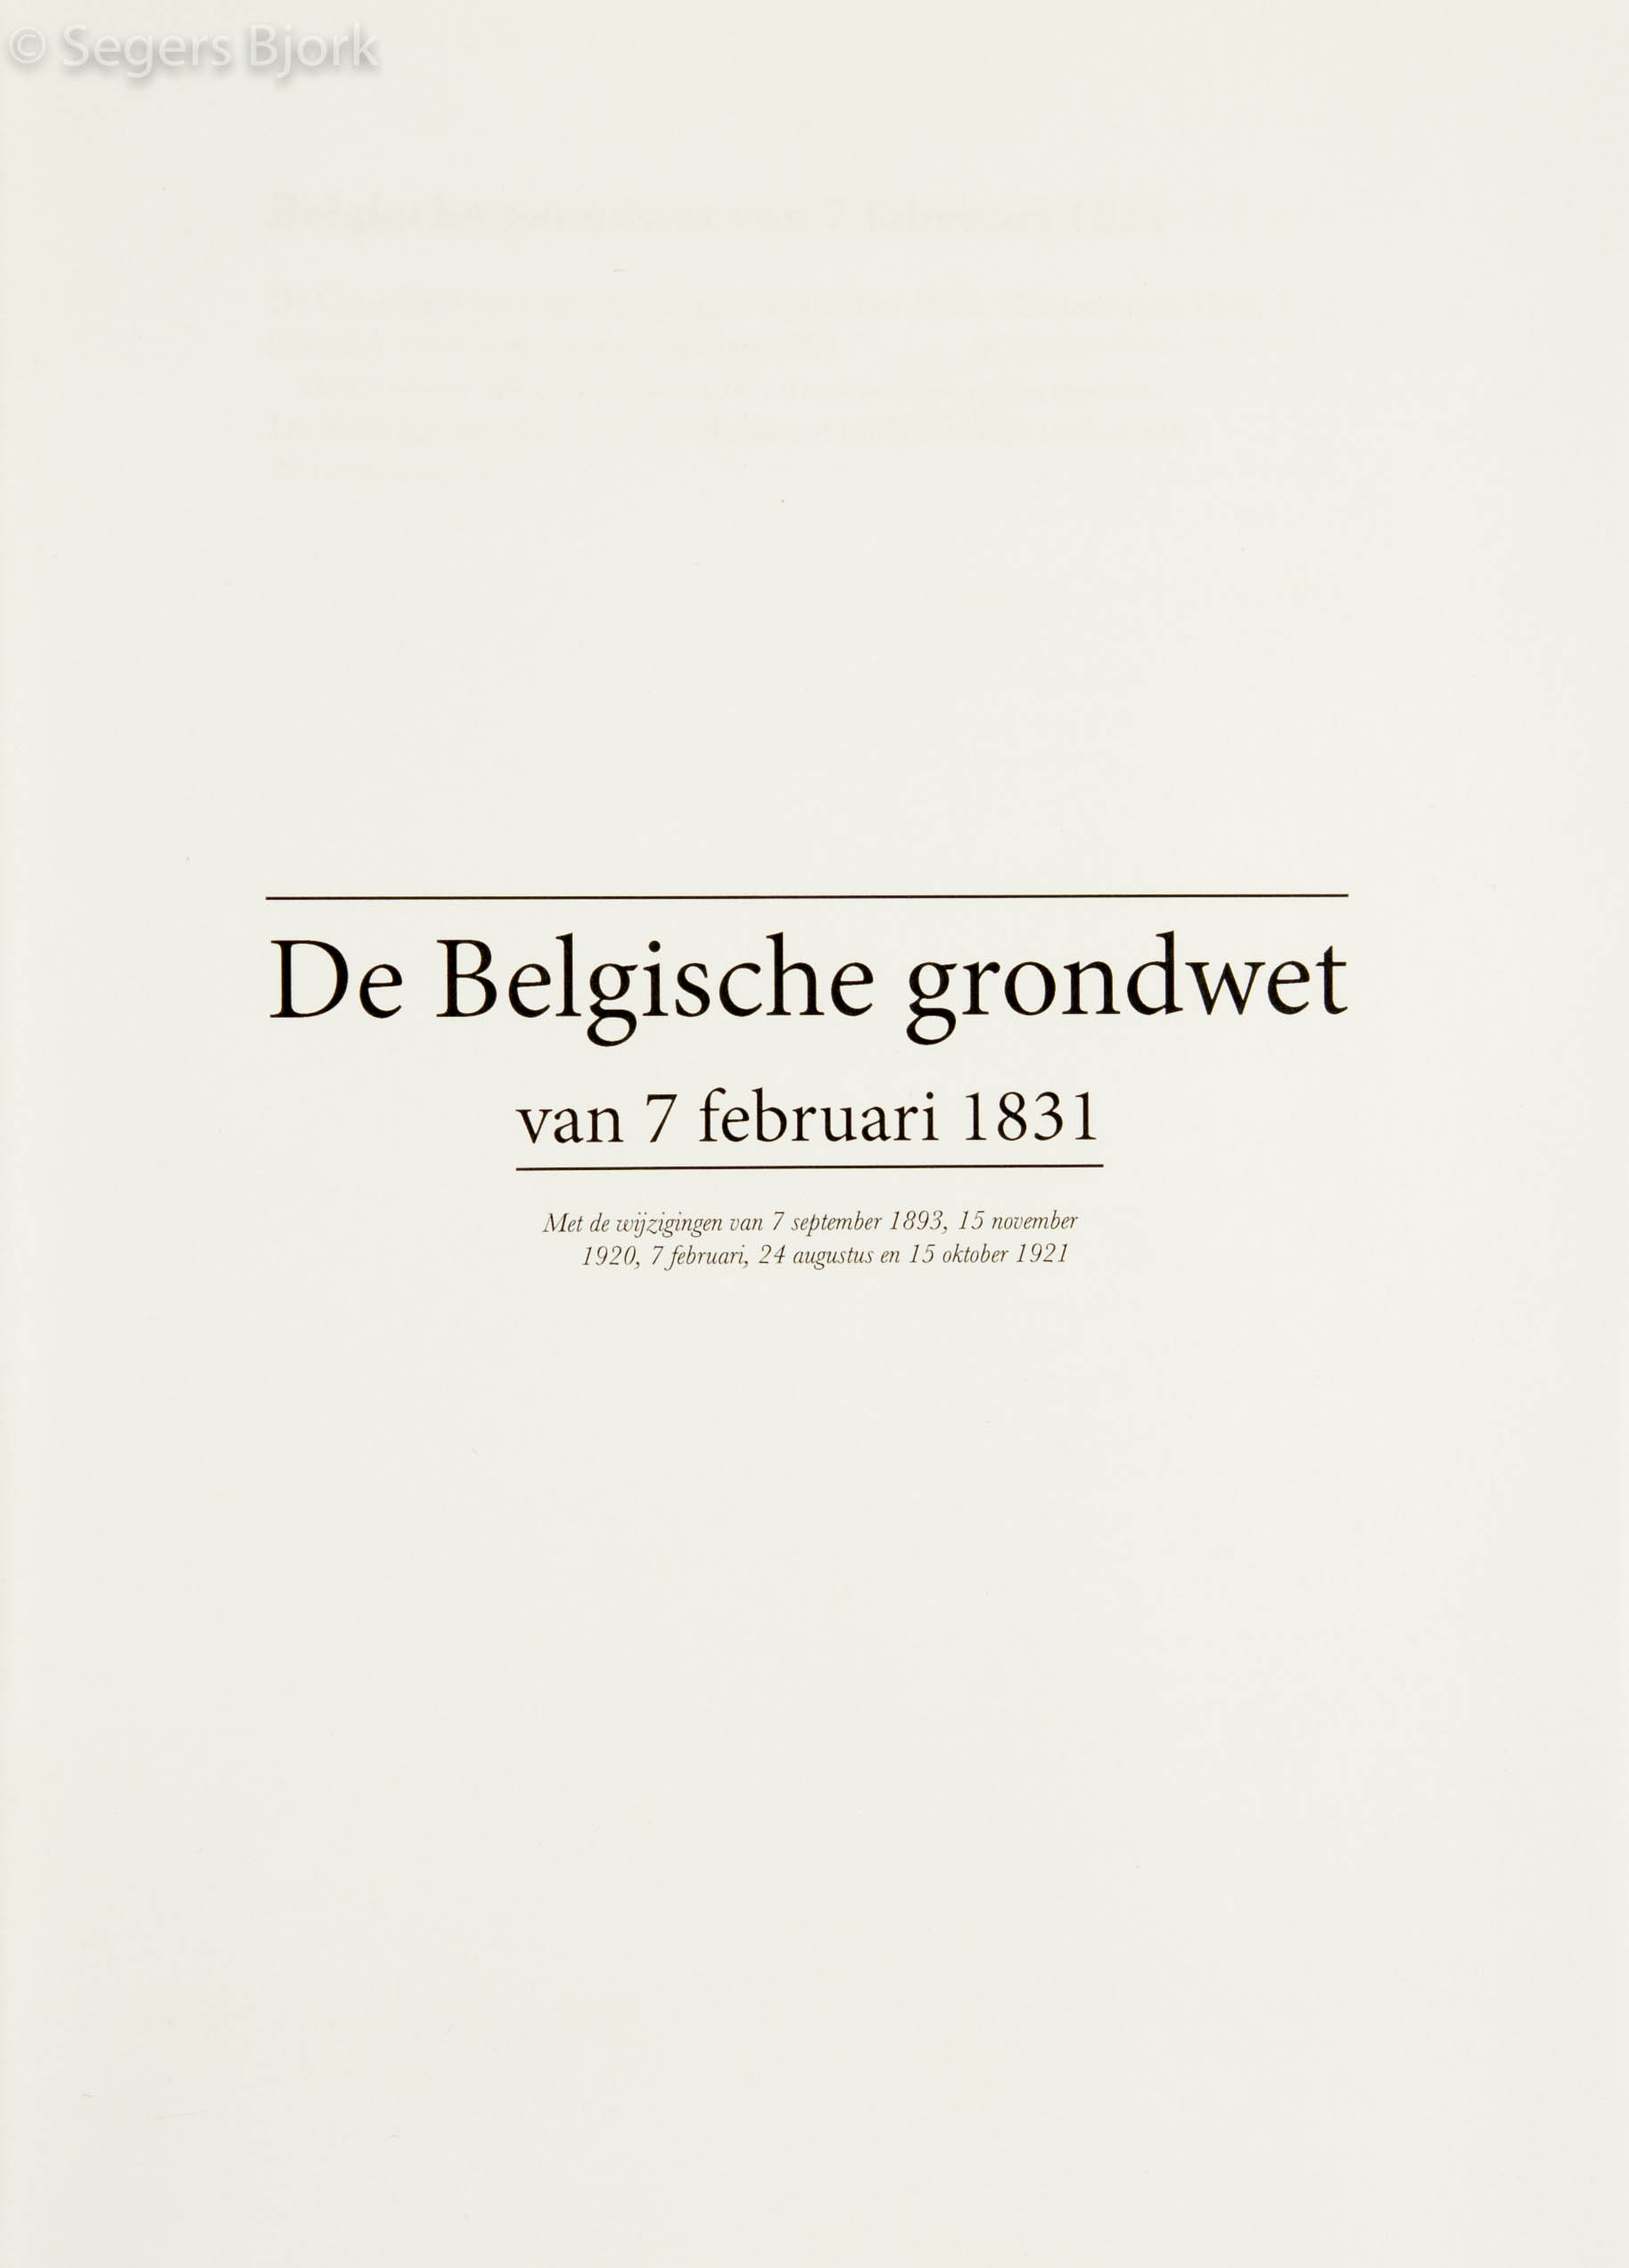 © Segers Bjork
De Belgische grondwet
van 7 februari 1831
Met de wijzigingen van 7 september 1893, 15 november
1920, 7 februari, 24 augustus en 15 oktober 1921